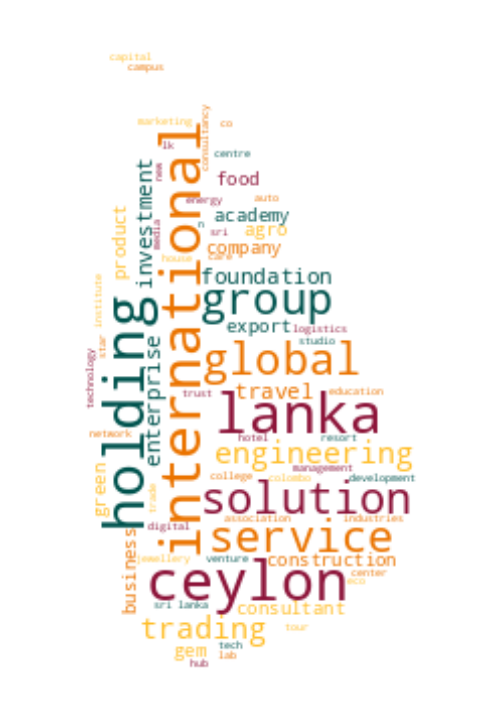 capital
campus
marketing
co
consultancy
lk
centre
international
investment
new
food
energy
auto
product
academy
n
media
sri
agro
company
house
care
foundation
institute
holding
group
export
logistics
star
enterprise
studio
technology
global
travel
education
trust
lanka
network
hotel
resort
engineering
green
management
college
colombo
development
trade
solution
digital
association
industries
service
business
jewellery
venture
construction
center
ceylon
eco
sri lanka
consultant
trading
tour
gem
tech
lab
hub